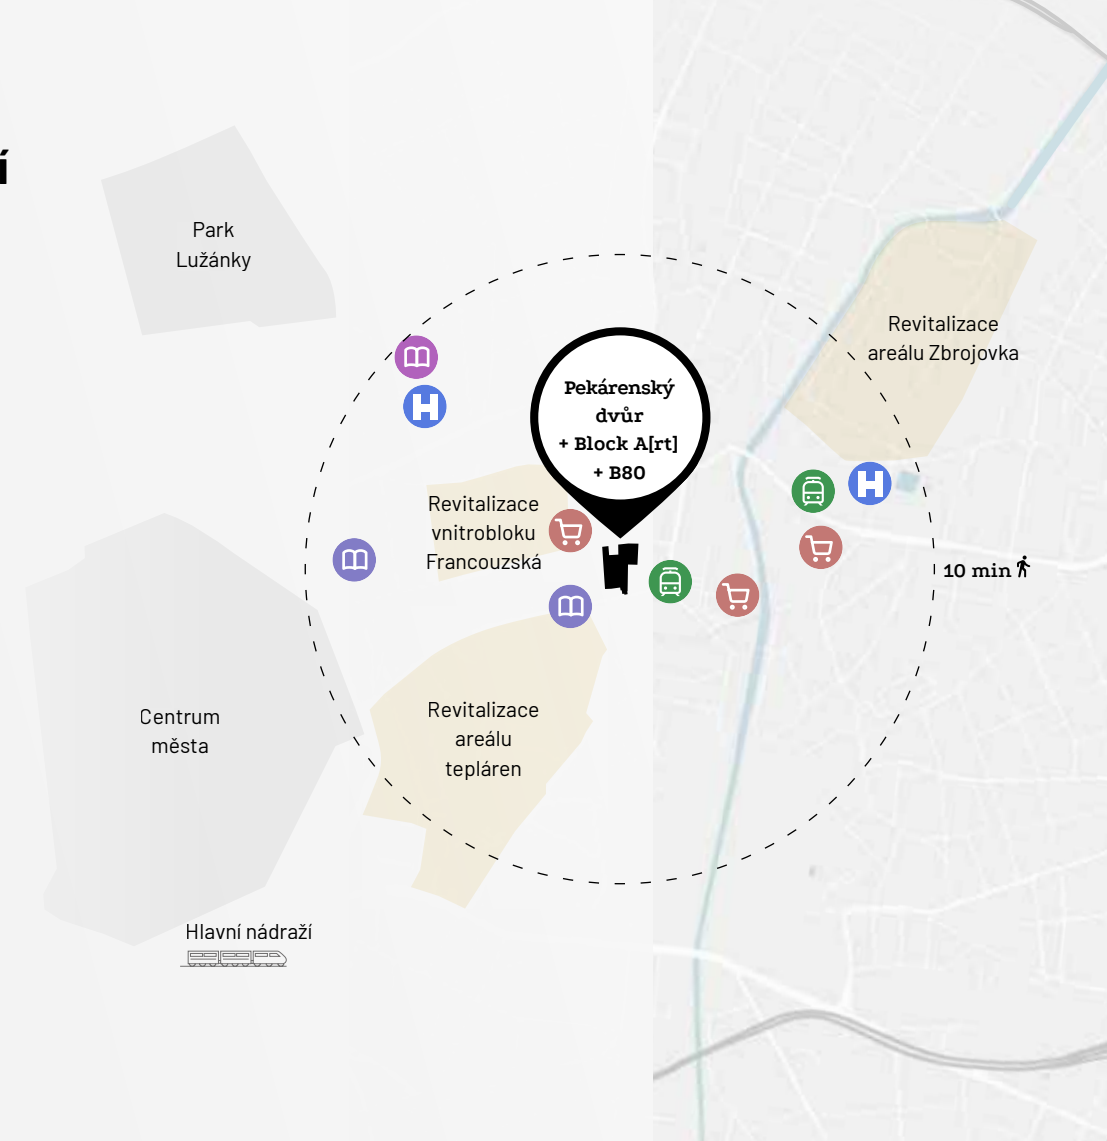 í
Park
Lužánky
Revitalizace
areálu Zbrojovka
Pekárenský
dvůr
+ Block A[rt]
+ B80
Revitalizace
vnitrobloku
Francouzská
10 min
Centrum
města
Revitalizace
areálu
tepláren
Hlavní nádraží